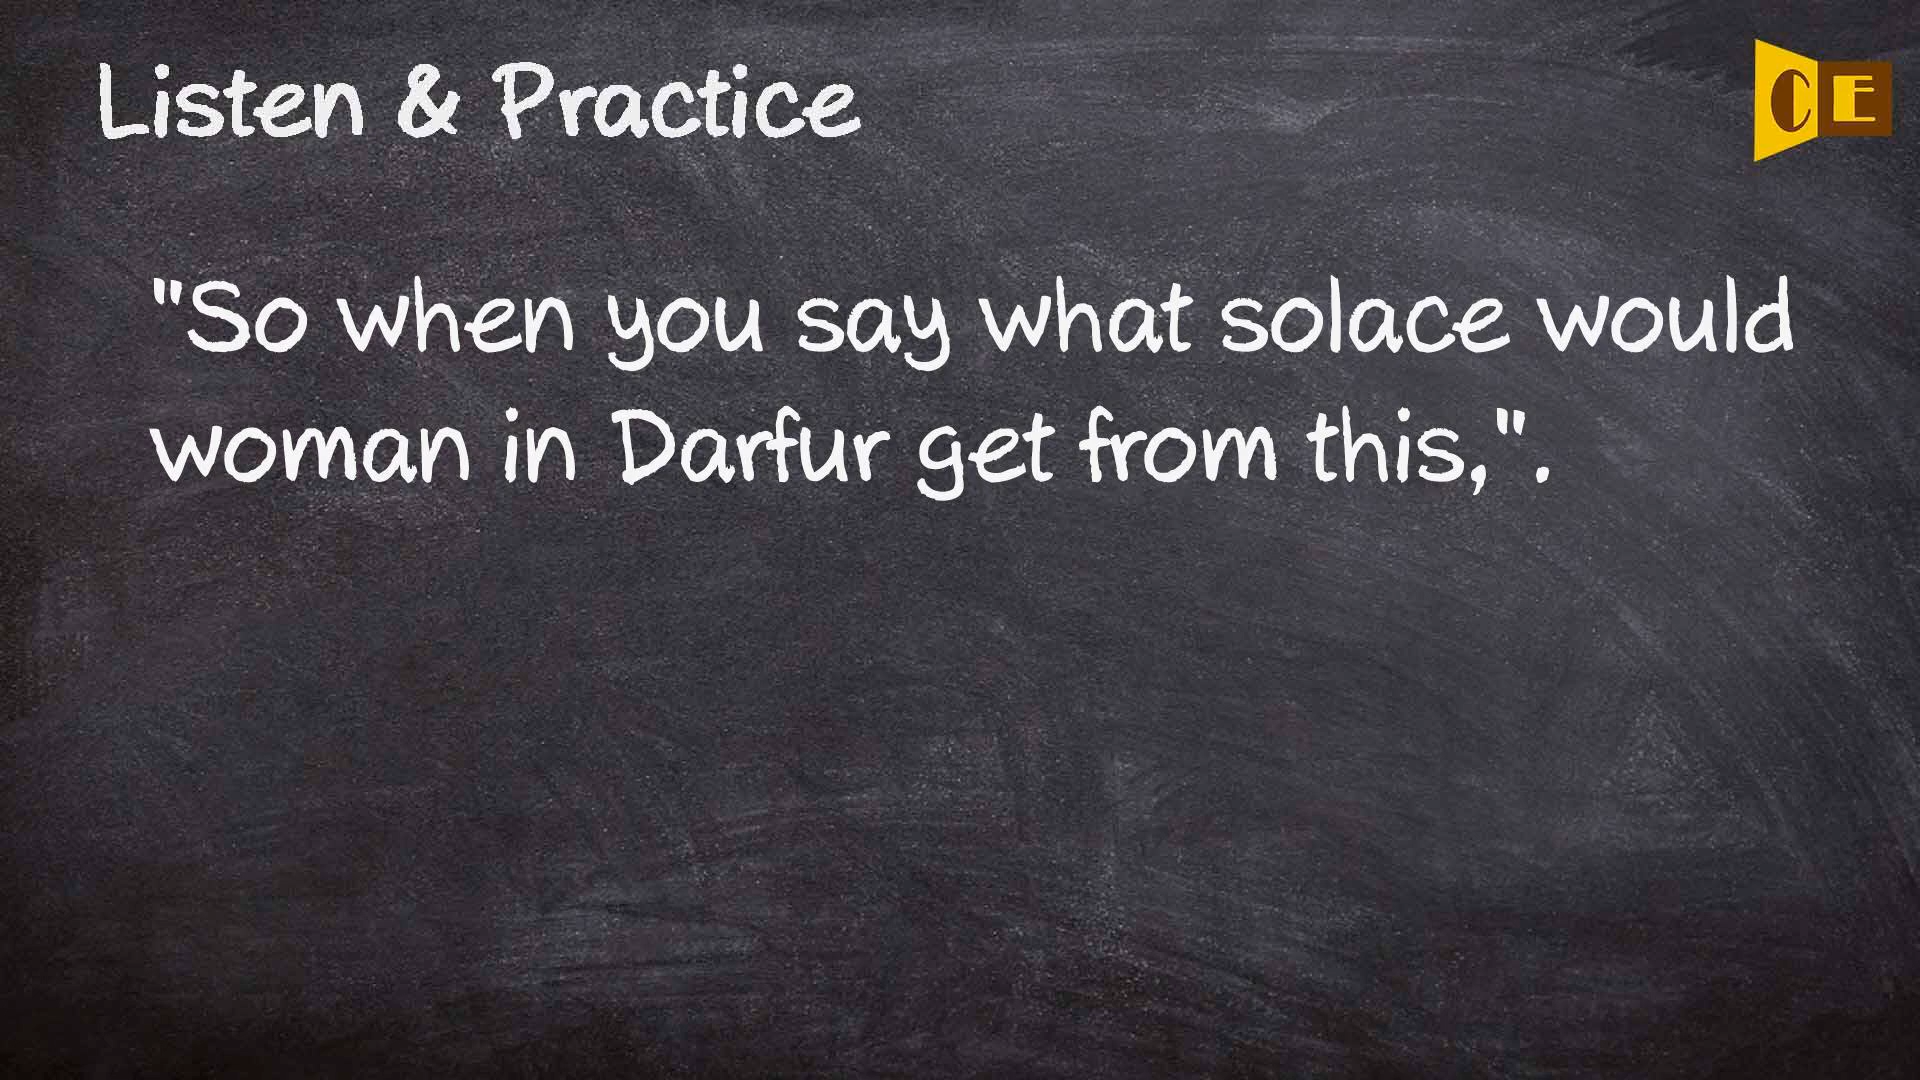 Listen & Practice
CE
"So when you say what solace would
woman in Darfur get from this,".